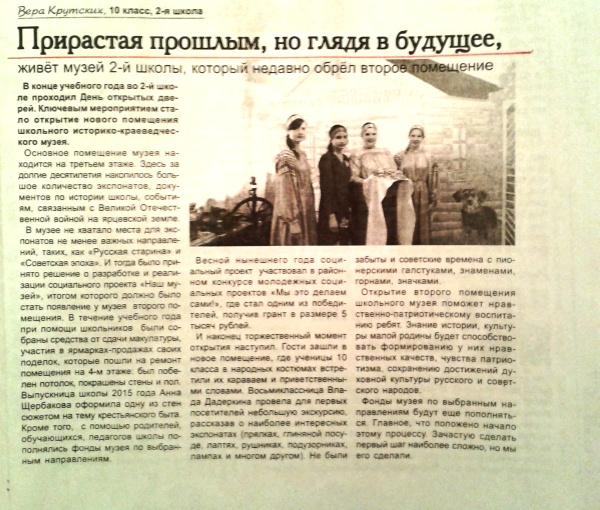 Вера Крутских, 10 класс, 2-я школа
Прирастая прошлым, но глядя в будущее,
живёт музей 2-й школы, который недавно обрёл второе помещение
В конце учебного года во 2-й шко-
ле проходил День открытых две-
рей. Ключевым мероприятием ста-
ло открытие нового помещения
школьного историко-краеведчес-
кого музея.
Основное помещение музея на-
ходится на третьем этаже. Здесь за
долгие десятилетия накопилось боль-
шое количество экспонатов, доку-
ментов по истории школы, событи-
ям, связанным с Великой Отечест-
венной войной на ярцевской земле.
В музее не хватало места для экс-
понатов не менее важных направле-
ний, таких, как «Русская старина» и
«Советская эпоха». И тогда было при-
нято решение о разработке и реали-
зации социального проекта «Наш му-
зей», итогом которого должно было
стать появление у музея второго по-
мещения. В течение учебного года
при помощи школьников были со-
браны средства от сдачи макулатуры,
участия в ярмарках-продажах своих
поделок, которые пошли на ремонт
помещения на 4-м этаже: был побе-
лен потолок, покрашены стены и пол.
Выпускница школы 2015 года Анна
Щербакова оформила одну из стен
сюжетом на тему крестьянского быта.
Кроме того, с помощью родителей,
обучающихся, педагогов школы по-
полнялись фонды музея по выбран-
ным направлениям.
Весной нынешнего года соци-
альный проект участвовал в район-
ном конкурсе молодежных соци-
альных проектов «Мы это делаем
сами!», где стал одним из победи-
телей, получив грант в размере 5
тысяч рублей.
И наконец торжественный момент
открытия наступил. Гости зашли в
новое помещение, где ученицы 10
класса в народных костюмах встре-
тили их караваем и приветственны-
ми словами. Восьмиклассница Вла-
да Дадеркина провела для первых
посетителей небольшую экскурсию,
рассказав о наиболее интересных
экспонатах (прялках, глиняной посу-
де, лаптях, рушниках, подузорниках,
лампах и многом другом). Не были
забыты и советские времена с пио-
нерскими галстуками, знаменами,
горнами, значками.
Открытие второго помещения
школьного музея поможет нрав-
ственно-патриотическому воспита-
нию ребят. Знание истории, культу-
ры малой родины будет способство-
вать формированию у них нрав-
ственных качеств, чувства патрио-
тизма, сохранению достижений ду-
ховной культуры русского и совет-
ского народов.
Фонды музея по выбранным на-
правлениям будут еще пополнять-
ся. Главное, что положено начало
этому процессу. Зачастую сделать
первый шаг наиболее сложно, но мы
его сделали.